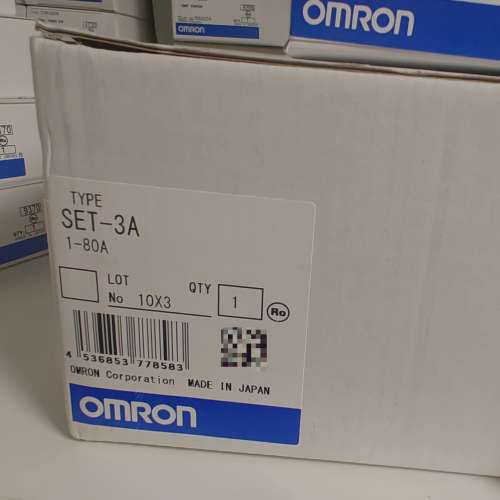 OMRON
OMRON
TYPE
SET-3A
1-80A
LOT
No 10X3
QTY
1
Ro
4 536853 778583
OMRON Corporation MADE IN JAPAN
OMRON